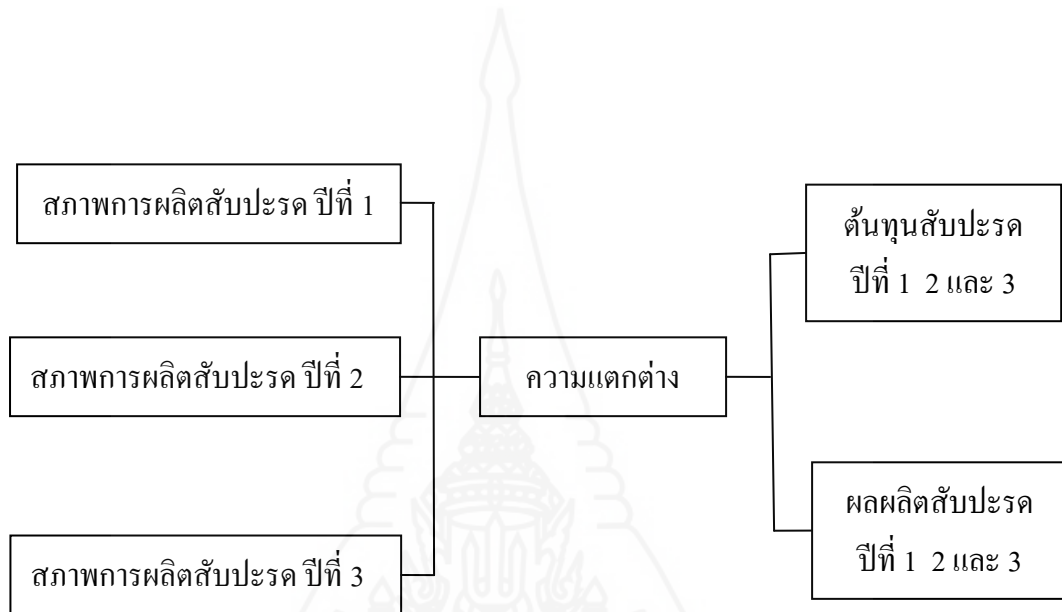 สภาพการผลิตสับปะรด ปีที่ 1
สภาพการผลิตสับปะรด ปีที่ 2
สภาพการผลิตสับปะรด ปีที่ 3
ความแตกต่าง
ต้นทุนสับปะรด
ปีที่ 1 2 และ 3
ผลผลิตสับปะรด
ปีที่ 1 2 และ 3